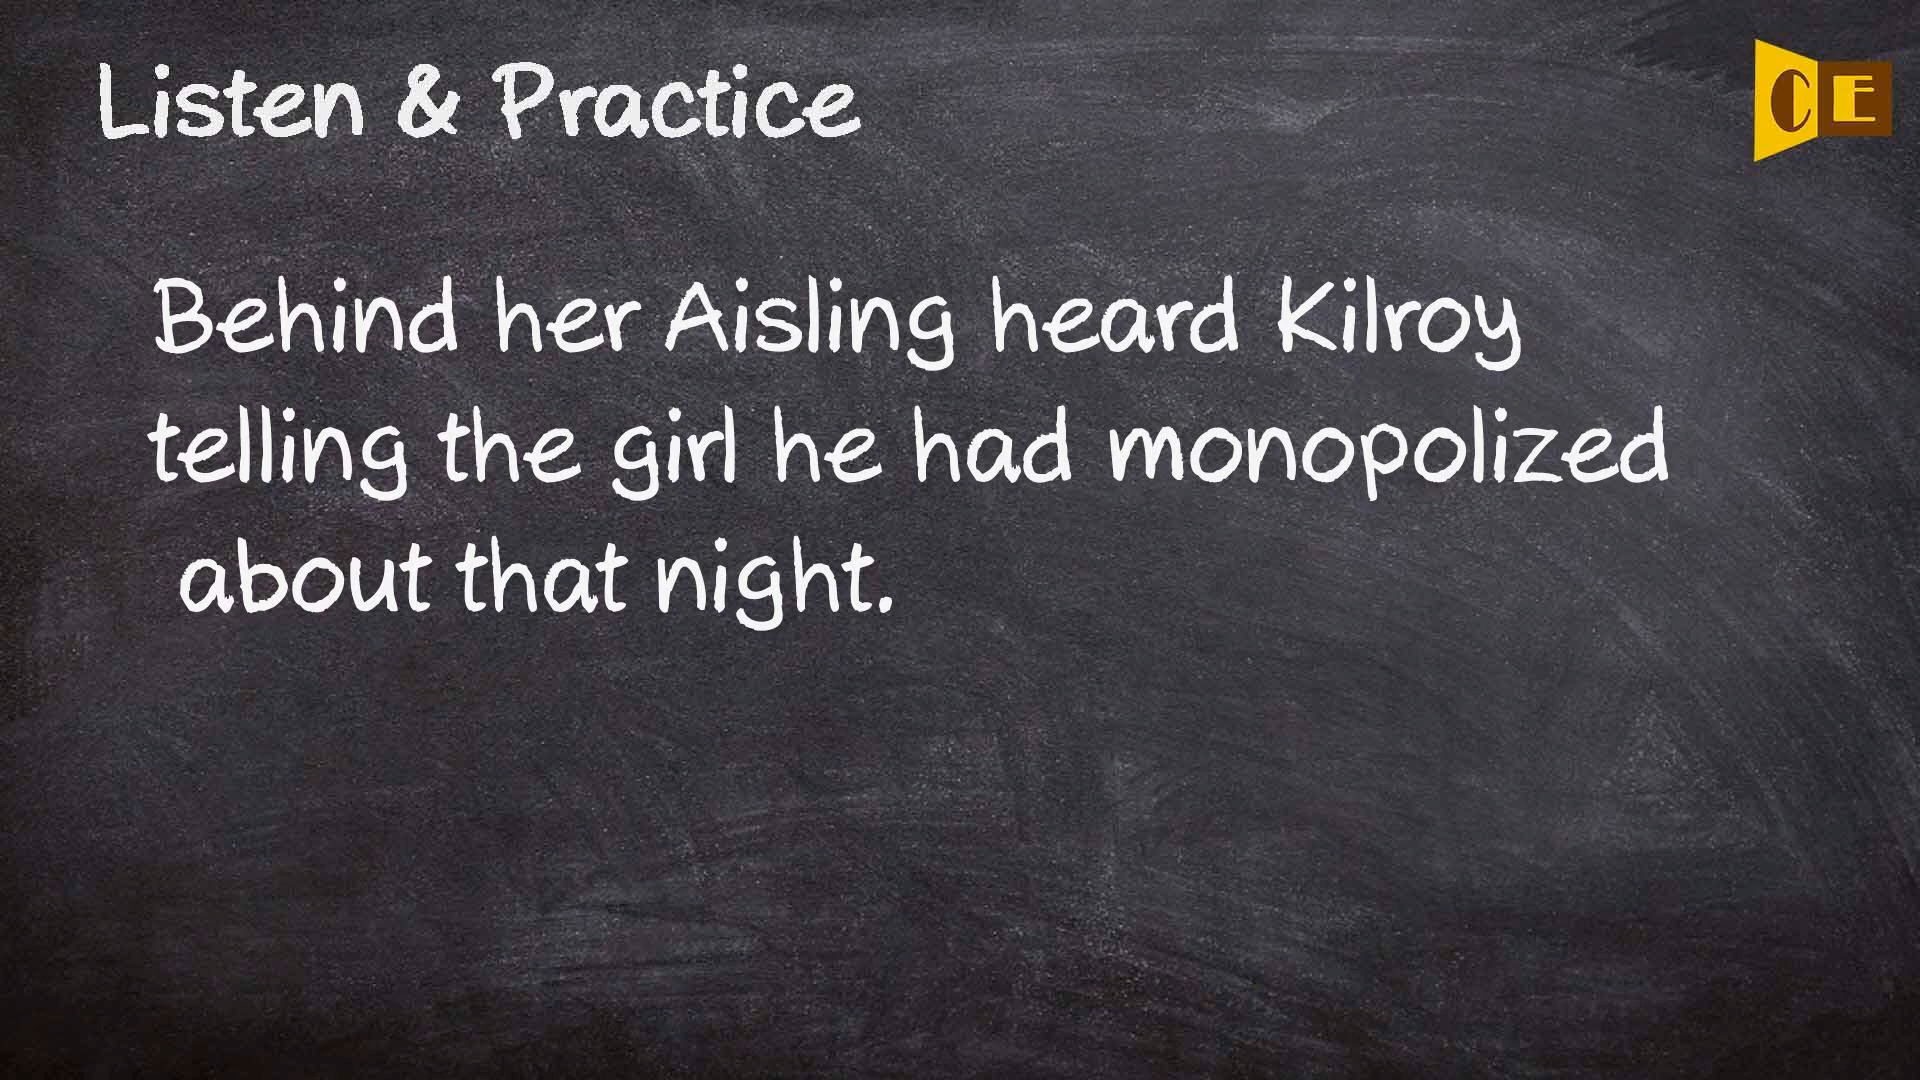 Listen & Practice
CE
Behind her Aisling heard Kilroy
telling the girl he had monopolized
about that night.